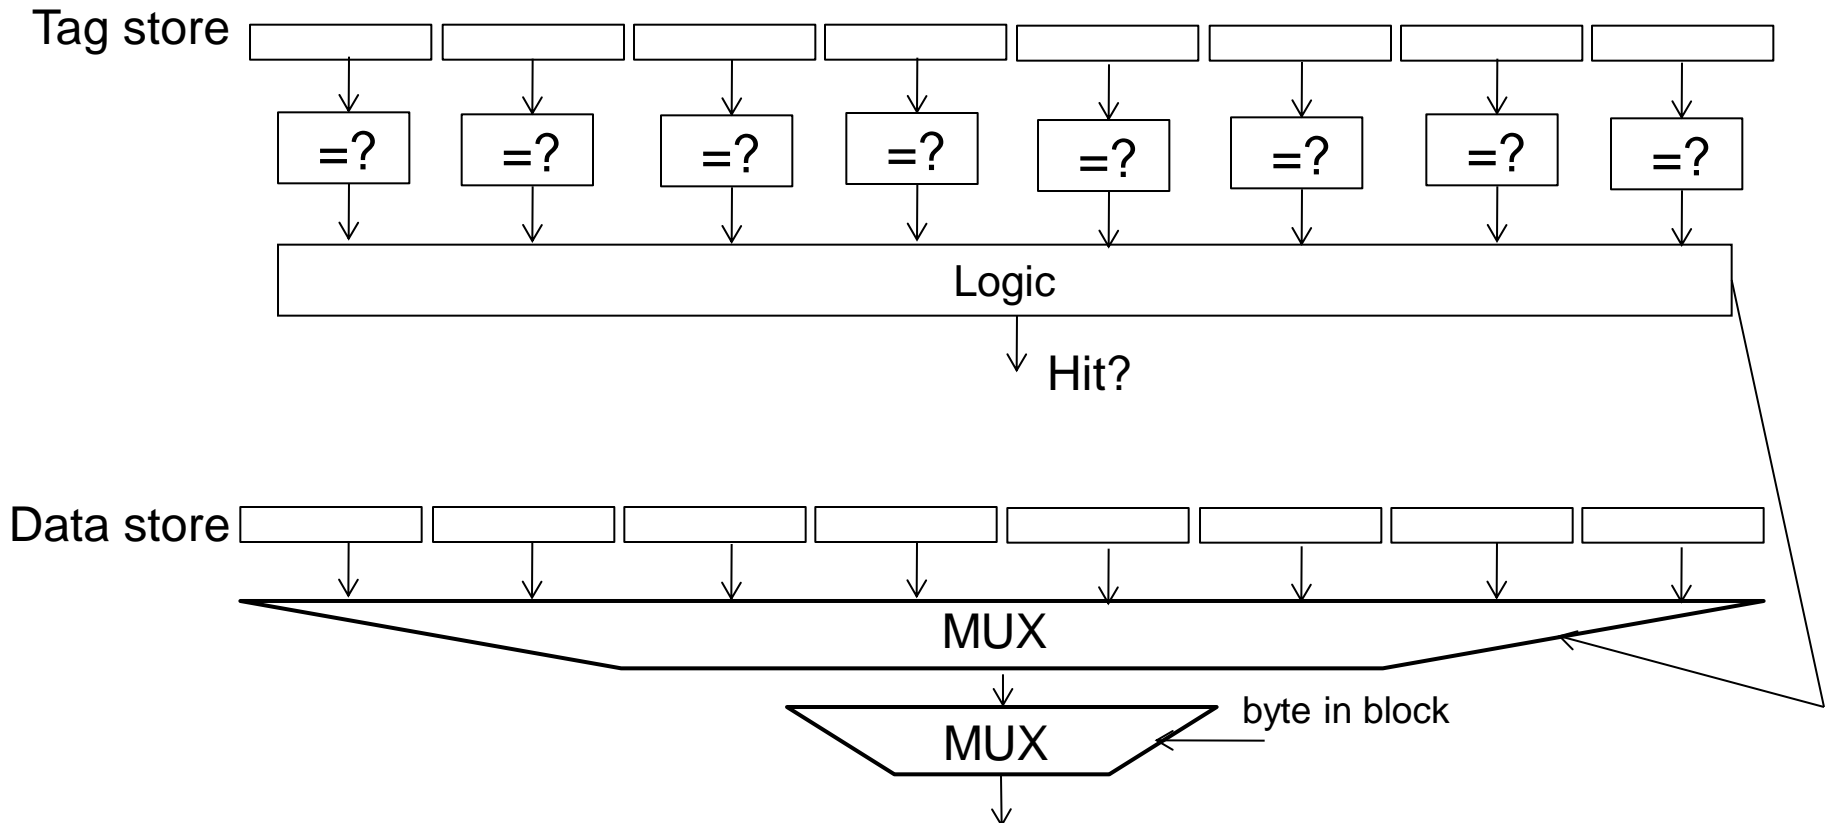 Tag store
=? =? =? =? =? =? =? =?
Logic
Hit?
Data store
MUX
byte in block
MUX